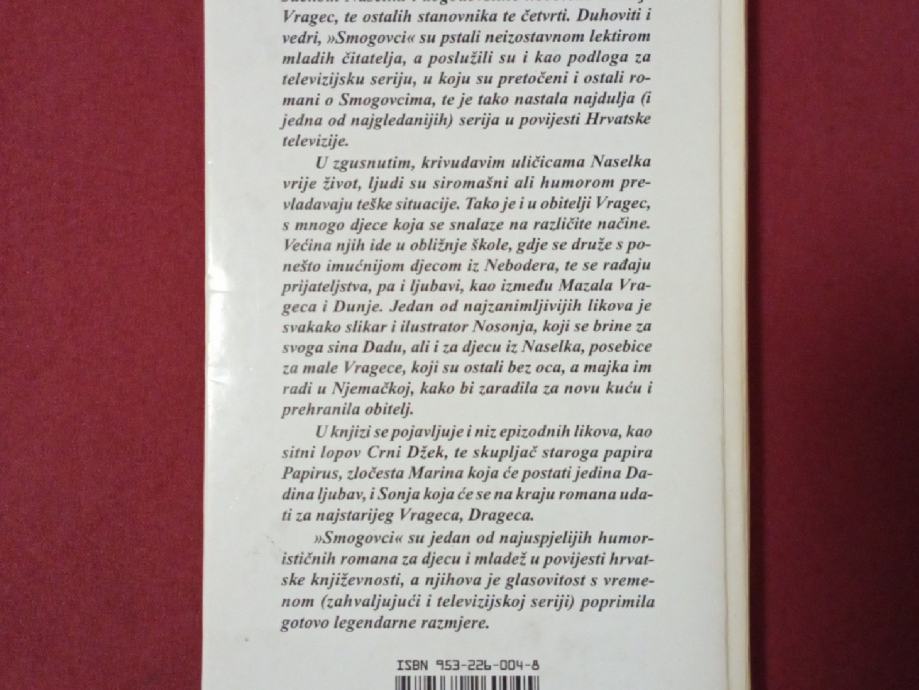 Vragec, te ostalih stanovnika te četvrti. Duhoviti i
vedri, »Smogovci« su pstali neizostavnom lektirom
mladih čitatelja, a poslužili su i kao podloga za
televizijsku seriju, u koju su pretočeni i ostali ro-
mani o Smogovcima, te je tako nastala najdulja (i
jedna od najgledanijih) serija u povijesti Hrvatske
televizije.
U zgusnutim, krivudavim uličicama Naselka
vrije život, ljudi su siromašni ali humorom pre-
vladavaju teške situacije. Tako je i u obitelji Vragec,
s mnogo djece koja se snalaze na različite načine.
Većina njih ide u obližnje škole, gdje se druže s po-
nešto imućnijom djecom iz Nebodera, te se rađaju
prijateljstva, pa i ljubavi, kao između Mazala Vra-
geca i Dunje. Jedan od najzanimljivijih likova je
svakako slikar i ilustrator Nosonja, koji se brine za
svoga sina Dadu, ali i za djecu iz Naselka, posebice
za male Vragece, koji su ostali bez oca, a majka im
radi u Njemačkoj, kako bi zaradila za novu kuću i
prehranila obitelj.
U knjizi se pojavljuje i niz epizodnih likova, kao
sitni lopov Crni Džek, te skupljač staroga papira
Papirus, zločesta Marina koja će postati jedina Da-
dina ljubav, i Sonja koja će se na kraju romana uda-
ti za najstarijeg Vrageca, Drageca.
»Smogovci« su jedan od najuspjelijih humor-
ističnih romana za djecu i mladež u povijesti hrvat-
ske književnosti, a njihova je glasovitost s vreme-
nom (zahvaljujući i televizijskoj seriji) poprimila
gotovo legendarne razmjere.
ISBN 953-226-004-8